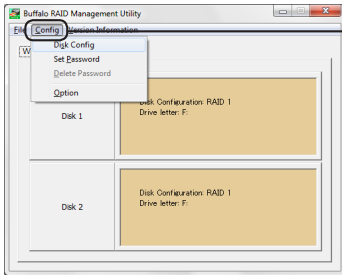 Buffalo RAID Management Utility
File Config Version Information
W
Disk Config
Set Password
Delete Password
Option
Disk 1
Disk Configuration: RAID 1
Drive letter: F:
Disk 2
Disk Configuration: RAID 1
Drive letter: F: